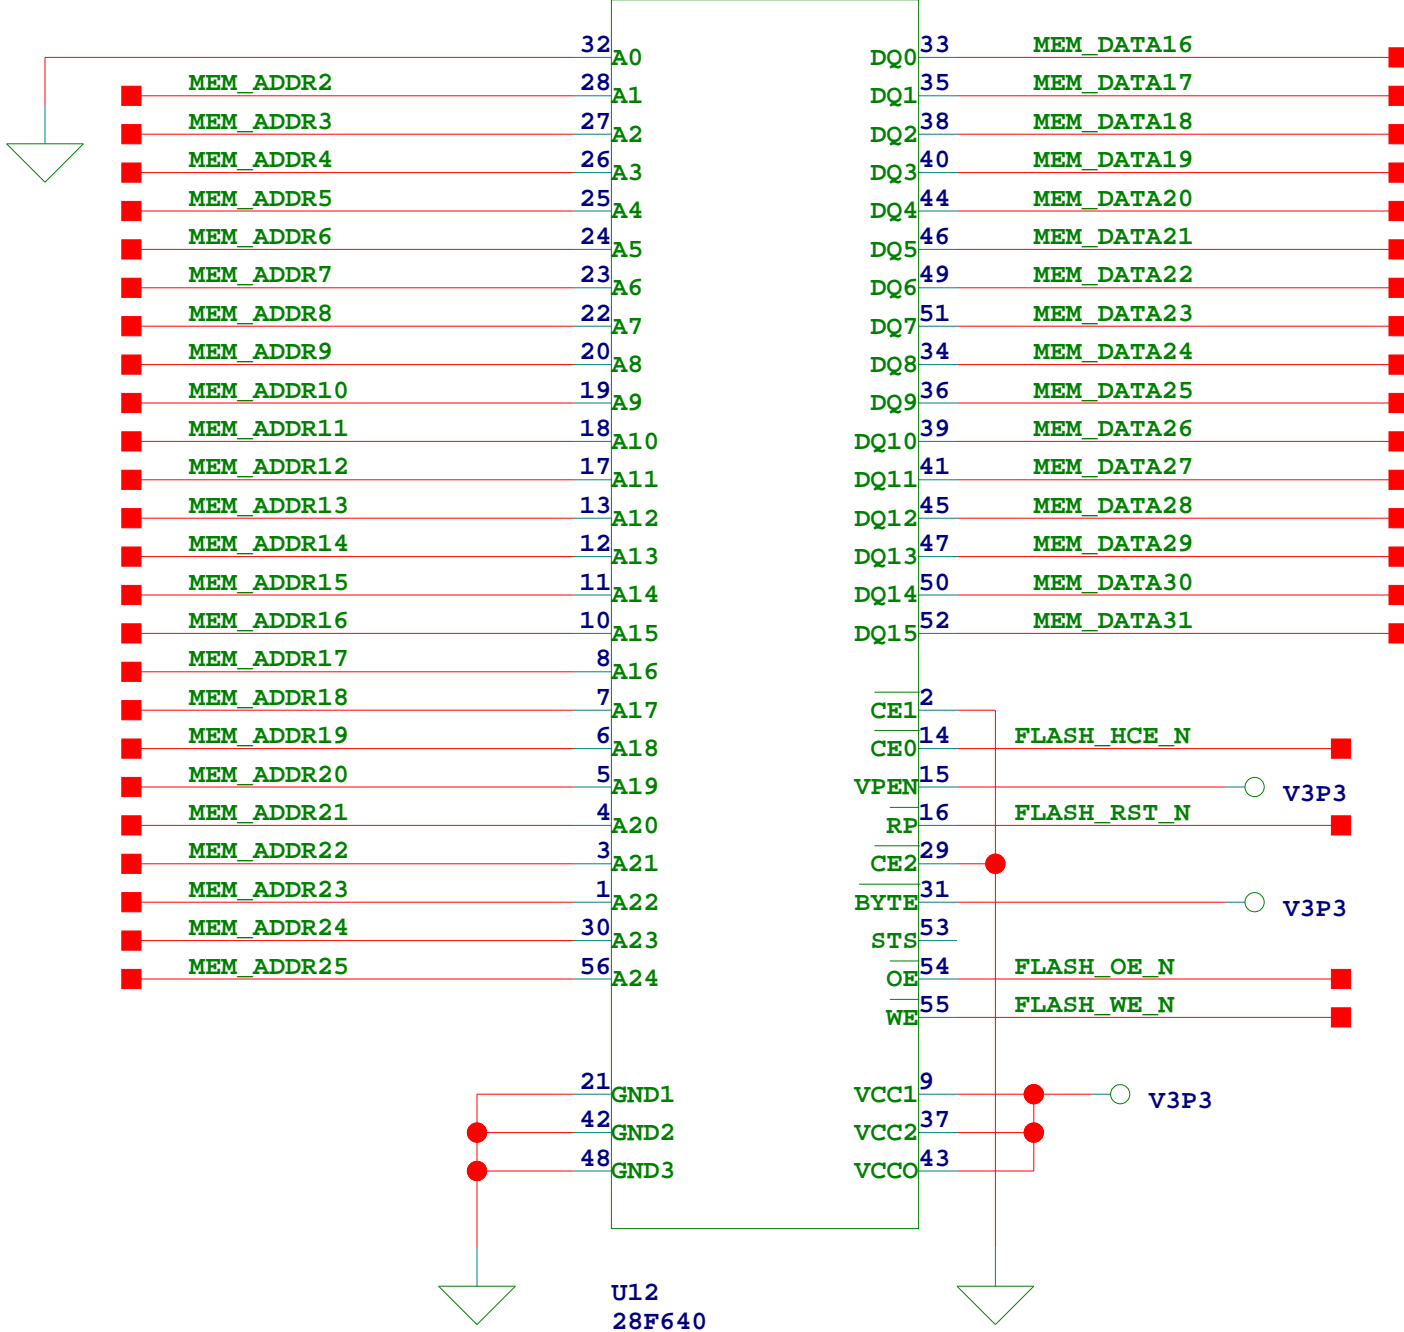 32 A0 DQ0 33 MEM_DATA16
MEM_ADDR2 28 A1 DQ1 35 MEM_DATA17
MEM_ADDR3 27 A2 DQ2 38 MEM_DATA18
MEM_ADDR4 26 A3 DQ3 40 MEM_DATA19
MEM_ADDR5 25 A4 DQ4 44 MEM_DATA20
MEM_ADDR6 24 A5 DQ5 46 MEM_DATA21
MEM_ADDR7 23 A6 DQ6 49 MEM_DATA22
MEM_ADDR8 22 A7 DQ7 51 MEM_DATA23
MEM_ADDR9 20 A8 DQ8 34 MEM_DATA24
MEM_ADDR10 19 A9 DQ9 36 MEM_DATA25
MEM_ADDR11 18 A10 DQ10 39 MEM_DATA26
MEM_ADDR12 17 A11 DQ11 41 MEM_DATA27
MEM_ADDR13 13 A12 DQ12 45 MEM_DATA28
MEM_ADDR14 12 A13 DQ13 47 MEM_DATA29
MEM_ADDR15 11 A14 DQ14 50 MEM_DATA30
MEM_ADDR16 10 A15 DQ15 52 MEM_DATA31
MEM_ADDR17 8 A16
MEM_ADDR18 7 A17 CE1 2
MEM_ADDR19 6 A18 CE0 14 FLASH_HCE_N
MEM_ADDR20 5 A19 VPEN 15 V3P3
MEM_ADDR21 4 A20 RP 16 FLASH_RST_N
MEM_ADDR22 3 A21 CE2 29
MEM_ADDR23 1 A22 BYTE 31 V3P3
MEM_ADDR24 30 A23 STS 53
MEM_ADDR25 56 A24 OE 54 FLASH_OE_N
WE 55 FLASH_WE_N
21 GND1 VCC1 9 V3P3
42 GND2 VCC2 37
48 GND3 VCCO 43
U12
28F640